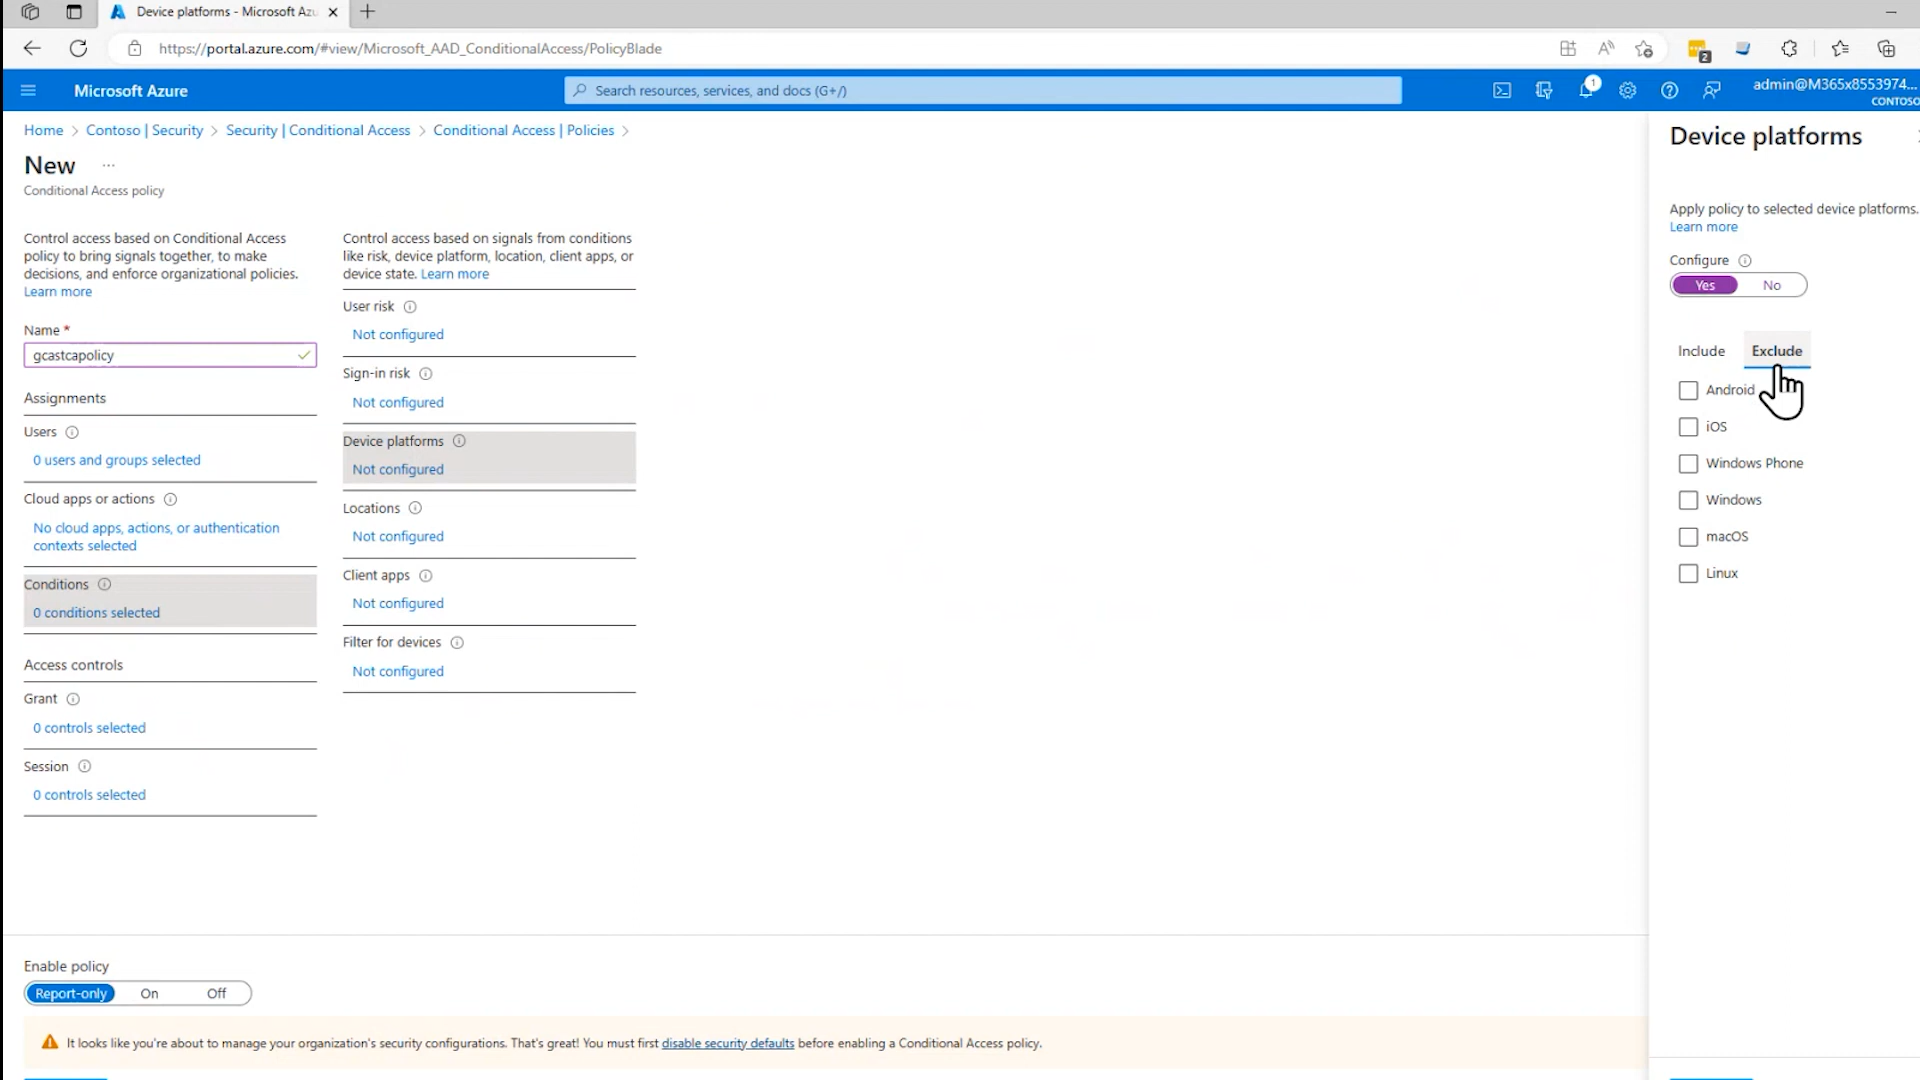 Device platforms - Microsoft Azu
https://portal.azure.com/#view/Microsoft_AAD_ConditionalAccess/PolicyBlade
2
Microsoft Azure
Search resources, services, and docs (G+/)
1
admin@M365x8553974...
CONTOSO
Home > Contoso | Security > Security | Conditional Access > Conditional Access | Policies >
New ...
Conditional Access policy
Control access based on Conditional Access
policy to bring signals together, to make
decisions, and enforce organizational policies.
Learn more
Name *
gcastcapolicy
Assignments
Users
0 users and groups selected
Cloud apps or actions
No cloud apps, actions, or authentication
contexts selected
Conditions
0 conditions selected
Access controls
Grant
0 controls selected
Session
0 controls selected
Control access based on signals from conditions
like risk, device platform, location, client apps, or
device state. Learn more
User risk
Not configured
Sign-in risk
Not configured
Device platforms
Not configured
Locations
Not configured
Client apps
Not configured
Filter for devices
Not configured
Enable policy
Report-only On Off
It looks like you're about to manage your organization's security configurations. That's great! You must first disable security defaults before enabling a Conditional Access policy.
Device platforms
Apply policy to selected device platforms.
Learn more
Configure
Yes No
Include Exclude
Android
iOS
Windows Phone
Windows
macOS
Linux